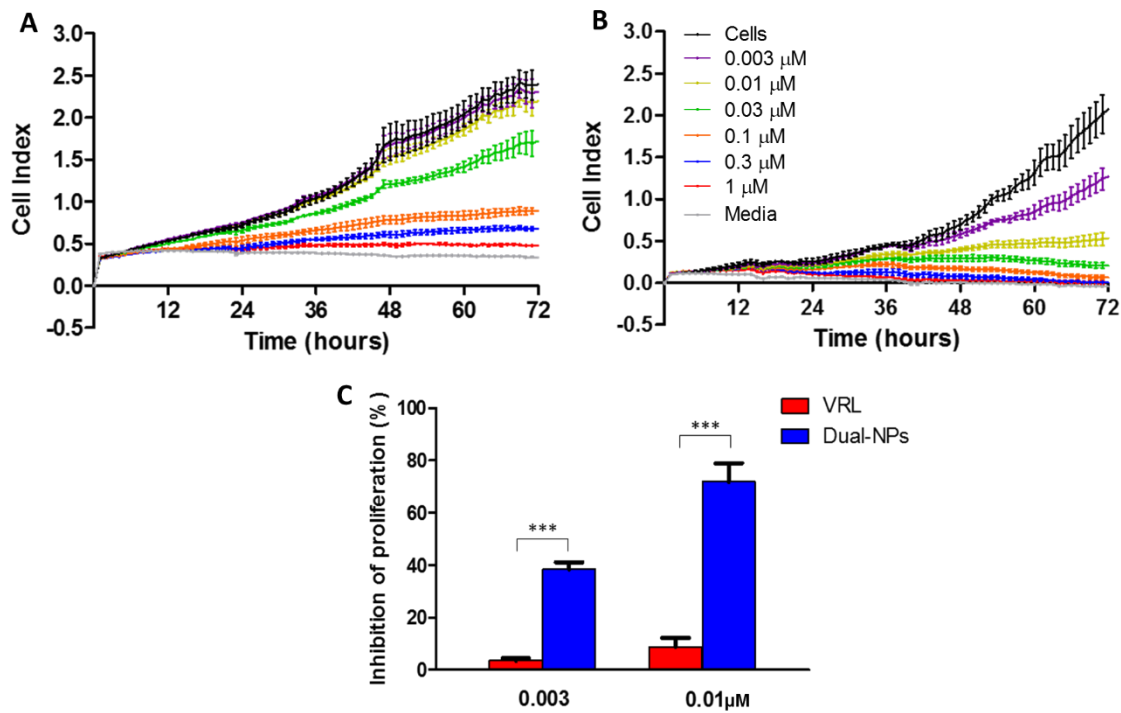 A
3.0
2.5
2.0
1.5
1.0
0.5
0.0
-0.5
Cell Index
12 24 36 48 60 72
Time (hours)
B
3.0
2.5
2.0
1.5
1.0
0.5
0.0
-0.5
Cell Index
Cells
0.003 μM
0.01 μM
0.03 μM
0.1 μM
0.3 μM
1 μM
Media
12 24 36 48 60 72
Time (hours)
C
100
80
60
40
20
0
Inhibition of proliferation (%)
***
***
VRL
Dual-NPs
0.003 0.01μM